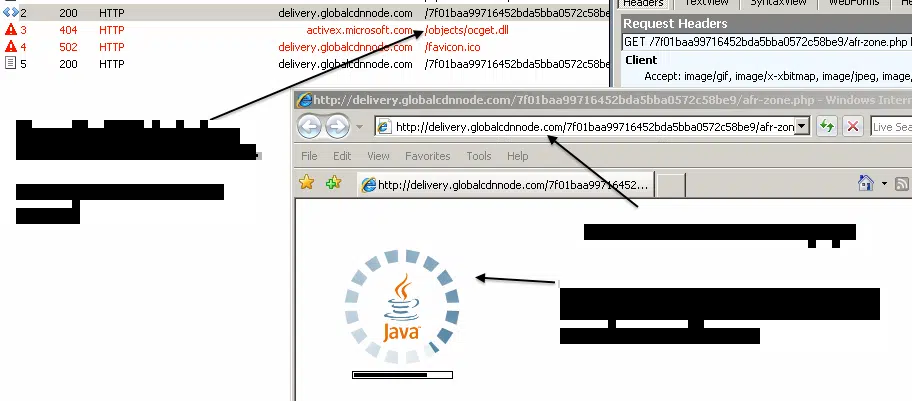 Headers TextView SyntaxView WebForms H
2 200 HTTP delivery.globalcdnnode.com /7f01baa99716452bda5bba0572c58be
Request Headers
3 404 HTTP activex.microsoft.com /objects/ocget.dll
GET /7f01baa99716452bda5bba0572c58be9/afr-zone.php
4 502 HTTP delivery.globalcdnnode.com /favicon.ico
Client
5 200 HTTP delivery.globalcdnnode.com /7f01baa99716452bda5bba0572c58be
Accept: image/gif, image/x-xbitmap, image/jpeg, ima
http://delivery.globalcdnnode.com/7f01baa99716452bda5bba0572c58be9/afr-zone.php - Windows Intern
http://delivery.globalcdnnode.com/7f01baa99716452bda5bba0572c58be9/afr-zon
Live Sea
File Edit View Favorites Tools Help
http://delivery.globalcdnnode.com/7f01baa99716452...
Java